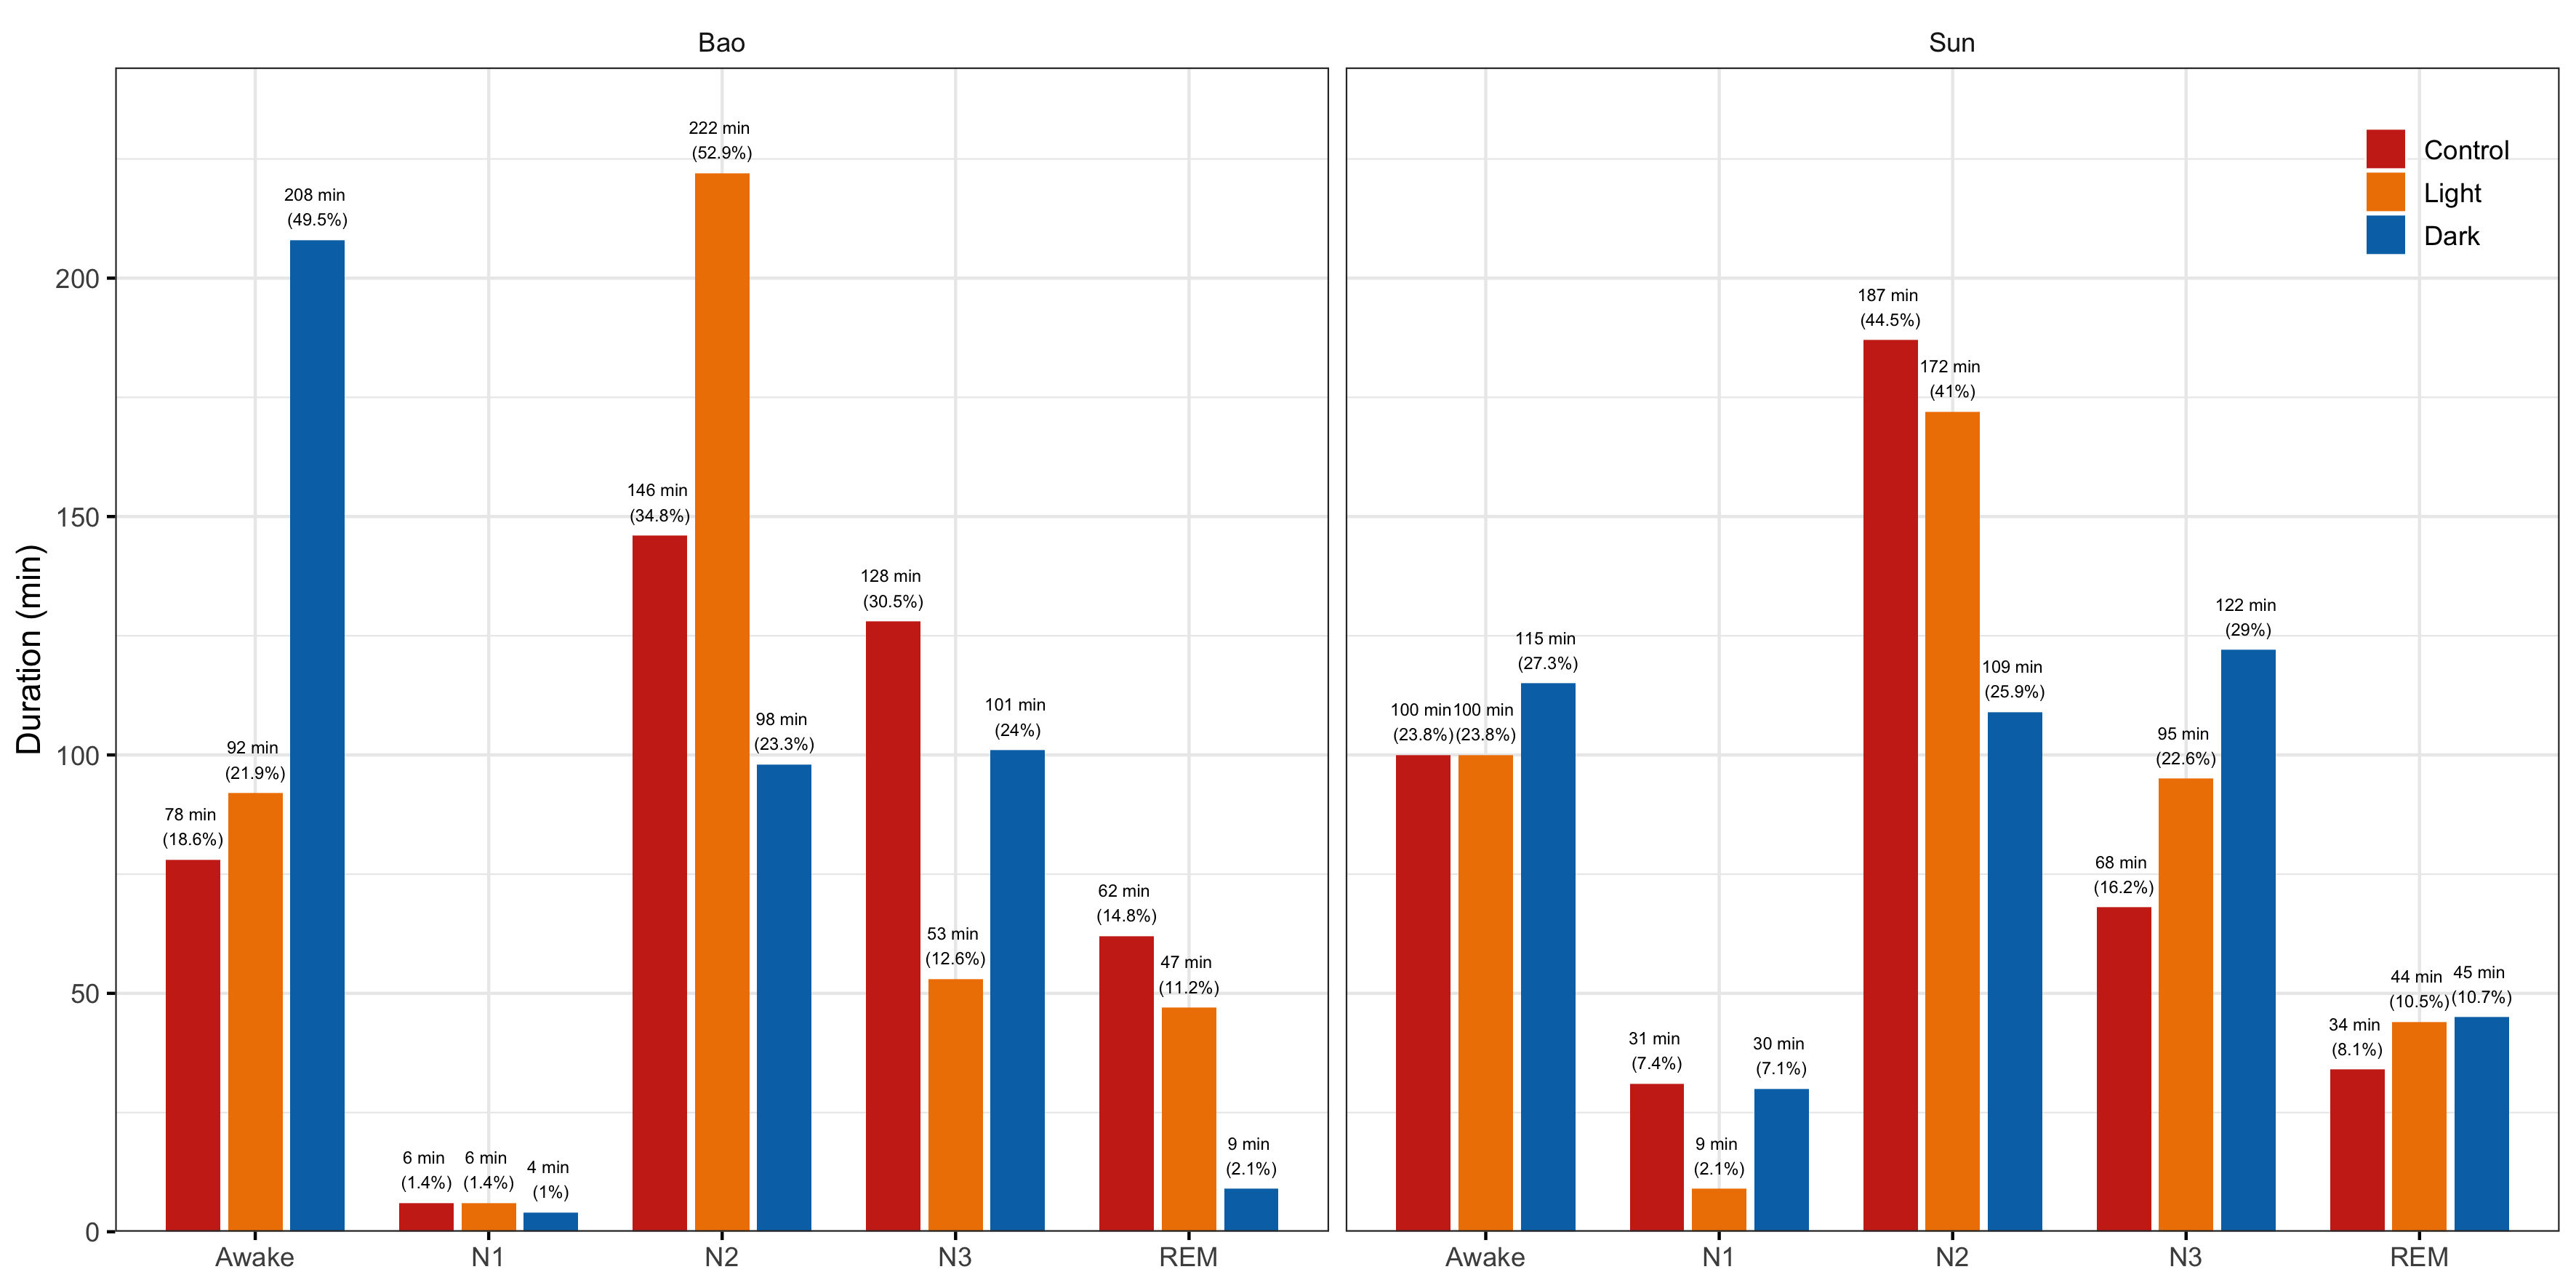 Bao
Sun
Duration (min)
200
150
100
50
0
208 min
(49.5%)
92 min
(21.9%)
78 min
(18.6%)
6 min
(1.4%)
6 min
(1.4%)
4 min
(1%)
146 min
(34.8%)
222 min
(52.9%)
98 min
(23.3%)
128 min
(30.5%)
53 min
(12.6%)
101 min
(24%)
62 min
(14.8%)
47 min
(11.2%)
9 min
(2.1%)
Awake
N1
N2
N3
REM
100 min
(23.8%)
100 min
(23.8%)
115 min
(27.3%)
31 min
(7.4%)
9 min
(2.1%)
30 min
(7.1%)
187 min
(44.5%)
172 min
(41%)
109 min
(25.9%)
68 min
(16.2%)
95 min
(22.6%)
122 min
(29%)
34 min
(8.1%)
44 min
(10.5%)
45 min
(10.7%)
Awake
N1
N2
N3
REM
Control
Light
Dark